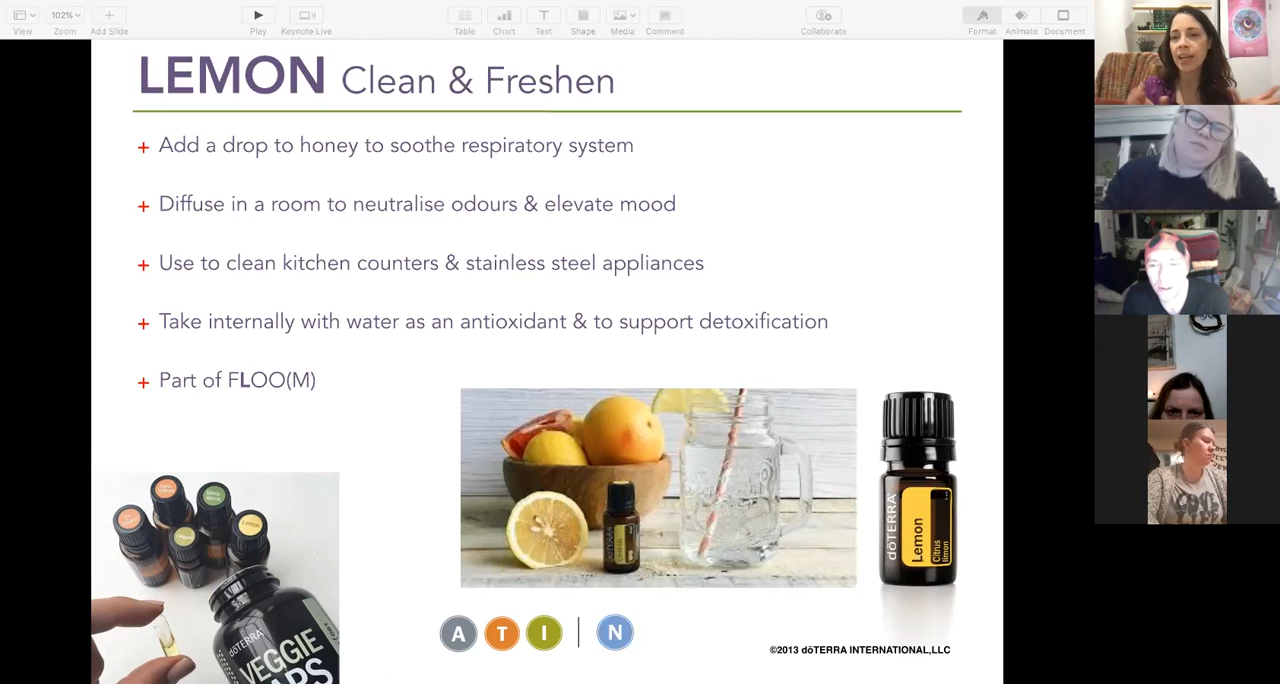 View
102%
Zoom
Add Slide
Play
Keynote Live
Table
Chart
Text
Shape
Media
Comment
Collaborate
Format
Animate
Document
LEMON Clean & Freshen
+ Add a drop to honey to soothe respiratory system
+ Diffuse in a room to neutralise odours & elevate mood
+ Use to clean kitchen counters & stainless steel appliances
+ Take internally with water as an antioxidant & to support detoxification
+ Part of FLOO(M)
Lemon
dōTERRA
VEGGIE
CAPS
dōTERRA
Lemon
Citrus
limon
A T I | N
©2013 dōTERRA INTERNATIONAL,LLC